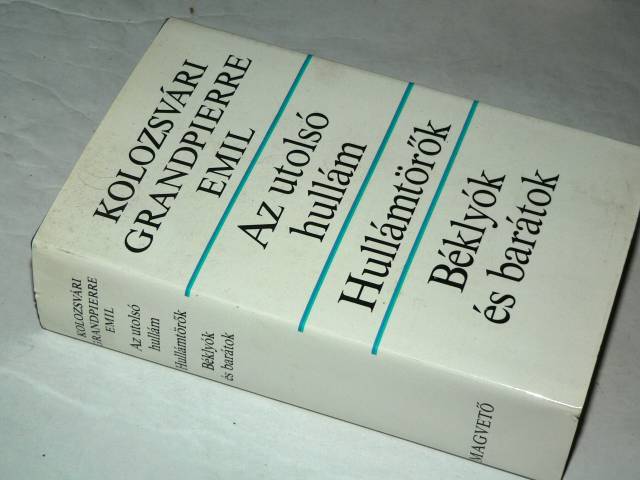 KOLOZSVÁRI
GRANDPIERRE
EMIL
Az utolsó
hullám
Hullámtörők
Béklyók
és barátok
KOLOZSVÁRI
GRANDPIERRE
EMIL
Az utolsó
hullám
Hullámtörők
Béklyók
és barátok
MAGVETŐ